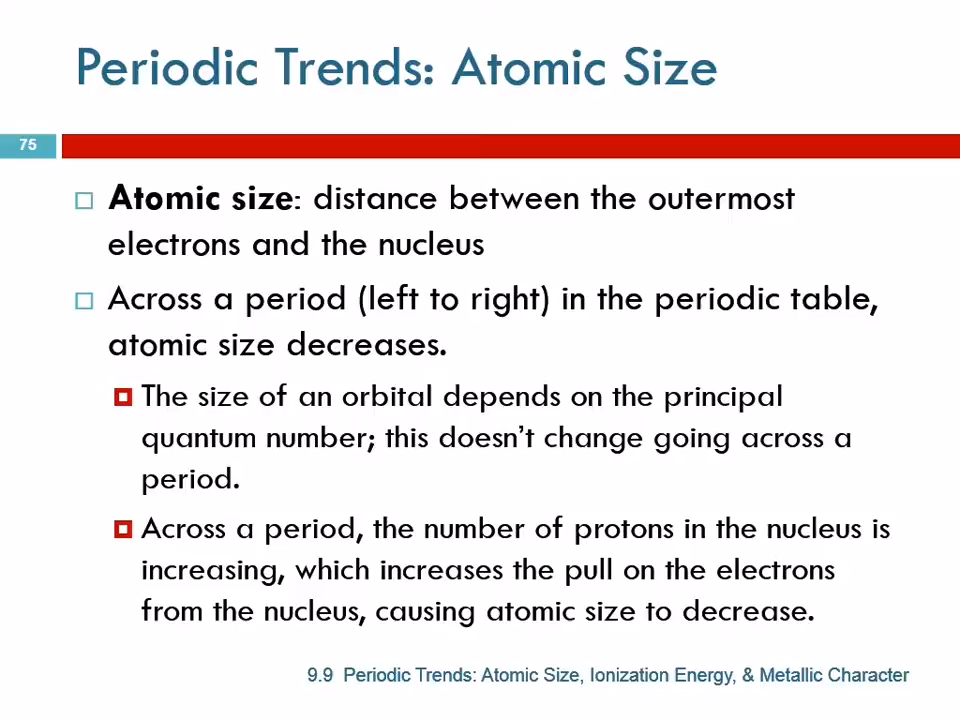 Periodic Trends: Atomic Size
75
Atomic size: distance between the outermost
electrons and the nucleus
Across a period (left to right) in the periodic table,
atomic size decreases.
The size of an orbital depends on the principal
quantum number; this doesn’t change going across a
period.
Across a period, the number of protons in the nucleus is
increasing, which increases the pull on the electrons
from the nucleus, causing atomic size to decrease.
9.9 Periodic Trends: Atomic Size, Ionization Energy, & Metallic Character